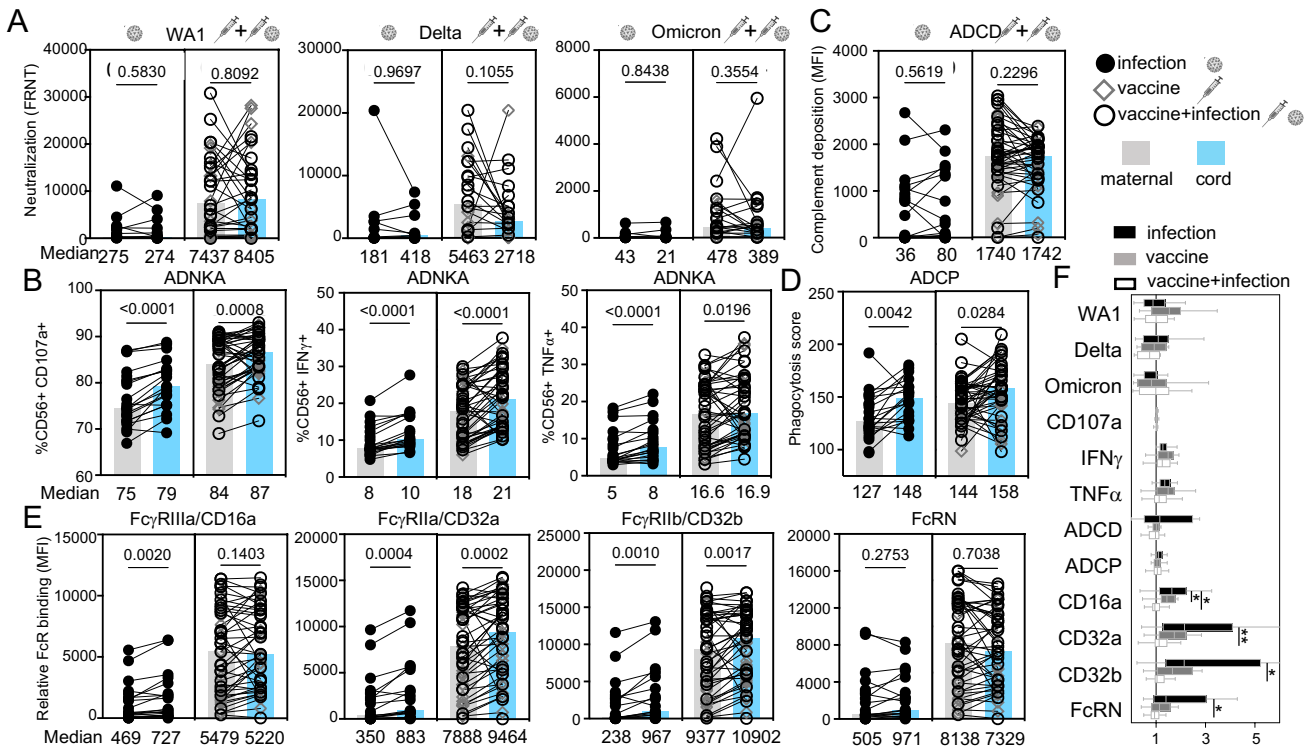 A
WA1 +
Delta +
Omicron +
C
ADCD +
Neutralization (FRNT)
40000
30000
20000
10000
0
0.5830
0.8092
Median
275 274 7437 8405
30000
20000
10000
0
0.9697
0.1055
181 418 5463 2718
8000
6000
4000
2000
0
0.8438
0.3554
43 21 478 389
Complement deposition (MFI)
4000
3000
2000
1000
0
0.5619
0.2296
36 80 1740 1742
infection
vaccine
vaccine+infection
maternal cord
B
ADNKA
%CD56+ CD107a+
100
90
80
70
60
<0.0001
0.0008
Median
75 79 84 87
ADNKA
%CD56+ IFNγ+
60
50
40
30
20
10
0
<0.0001
<0.0001
8 10 18 21
ADNKA
%CD56+ TNFα+
50
40
30
20
10
0
<0.0001
0.0196
5 8 16.6 16.9
D
ADCP
Phagocytosis score
250
200
150
100
0.0042
0.0284
127 148 144 158
E
FcγRIIIa/CD16a
Relative FcR binding (MFI)
15000
10000
5000
0
0.0020
0.1403
Median
469 727 5479 5220
FcγRIIa/CD32a
20000
15000
10000
5000
0
0.0004
0.0002
350 883 7888 9464
FcγRIIb/CD32b
25000
20000
15000
10000
5000
0
0.0010
0.0017
238 967 9377 10902
FcRN
20000
16000
12000
8000
4000
0
0.2753
0.7038
505 971 8138 7329
infection
vaccine
vaccine+infection
F
WA1
Delta
Omicron
CD107a
IFNγ
TNFα
ADCD
ADCP
CD16a
* *
CD32a
**
CD32b
*
FcRN
*
1 3 5